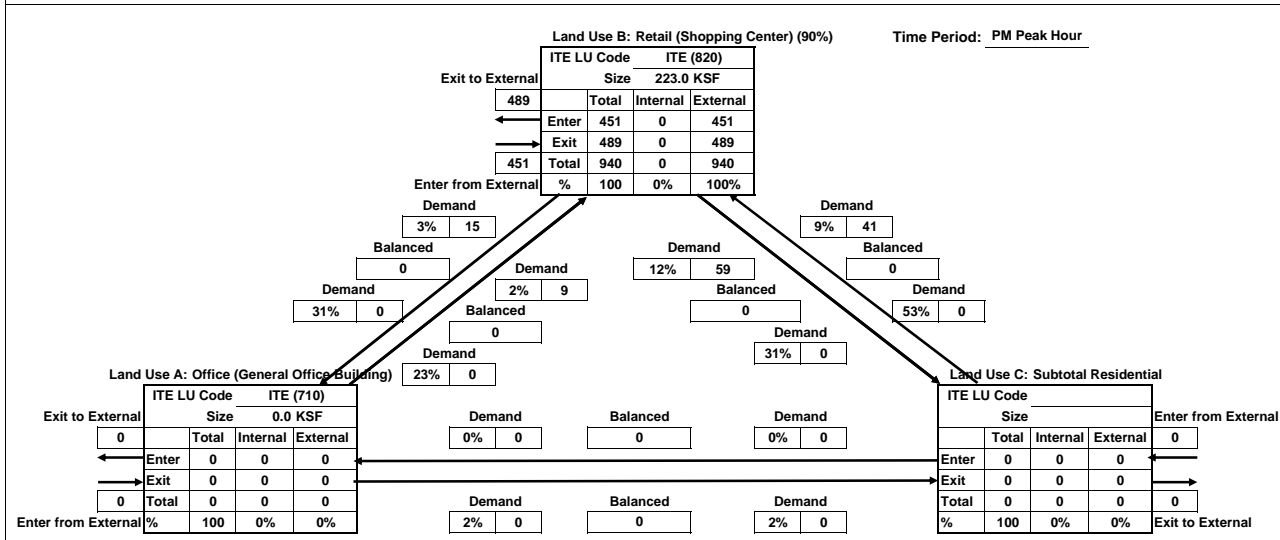 Land Use B: Retail (Shopping Center) (90%)
Time Period: PM Peak Hour
ITE LU Code ITE (820)
Exit to External Size 223.0 KSF
489 Total Internal External
Enter 451 0 451
Exit 489 0 489
451 Total 940 0 940
Enter from External % 100 0% 100%
Demand Demand
3% 15 9% 41
Balanced Demand Balanced
0 Demand 12% 59 0
Demand 2% 9 Balanced Demand
31% 0 Balanced 0 53% 0
0 Demand
Demand 31% 0
Land Use A: Office (General Office Building) 23% 0 Land Use C: Subtotal Residential
ITE LU Code ITE (710) ITE LU Code
Exit to External Size 0.0 KSF Demand Balanced Demand Size Enter from External
0 Total Internal External 0% 0 0 0% 0 Total Internal External 0
Enter 0 0 0 Enter 0 0 0
Exit 0 0 0 Exit 0 0 0
0 Total 0 0 0 Demand Balanced Demand Total 0 0 0 0
Enter from External % 100 0% 0% 2% 0 0 2% 0 % 100 0% 0% Exit to External